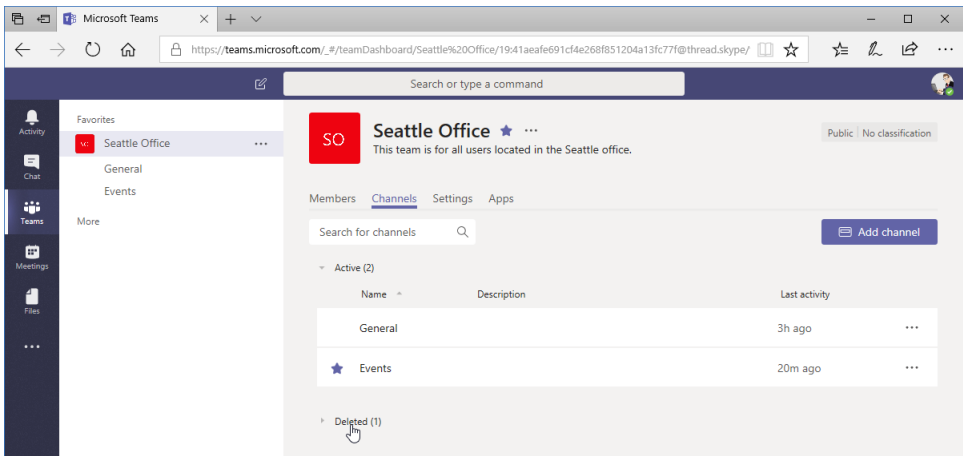 Microsoft Teams
https://teams.microsoft.com/_#/teamDashboard/Seattle%20Office/19:41aeafe691cf4e268f851204a13fc77f@thread.skype/
Search or type a command
Activity
Chat
Teams
Meetings
Files
Favorites
SO
Seattle Office
General
Events
More
SO
Seattle Office
This team is for all users located in the Seattle office.
Public No classification
Members Channels Settings Apps
Search for channels
Add channel
Active (2)
Name Description Last activity
General 3h ago
Events 20m ago
Deleted (1)